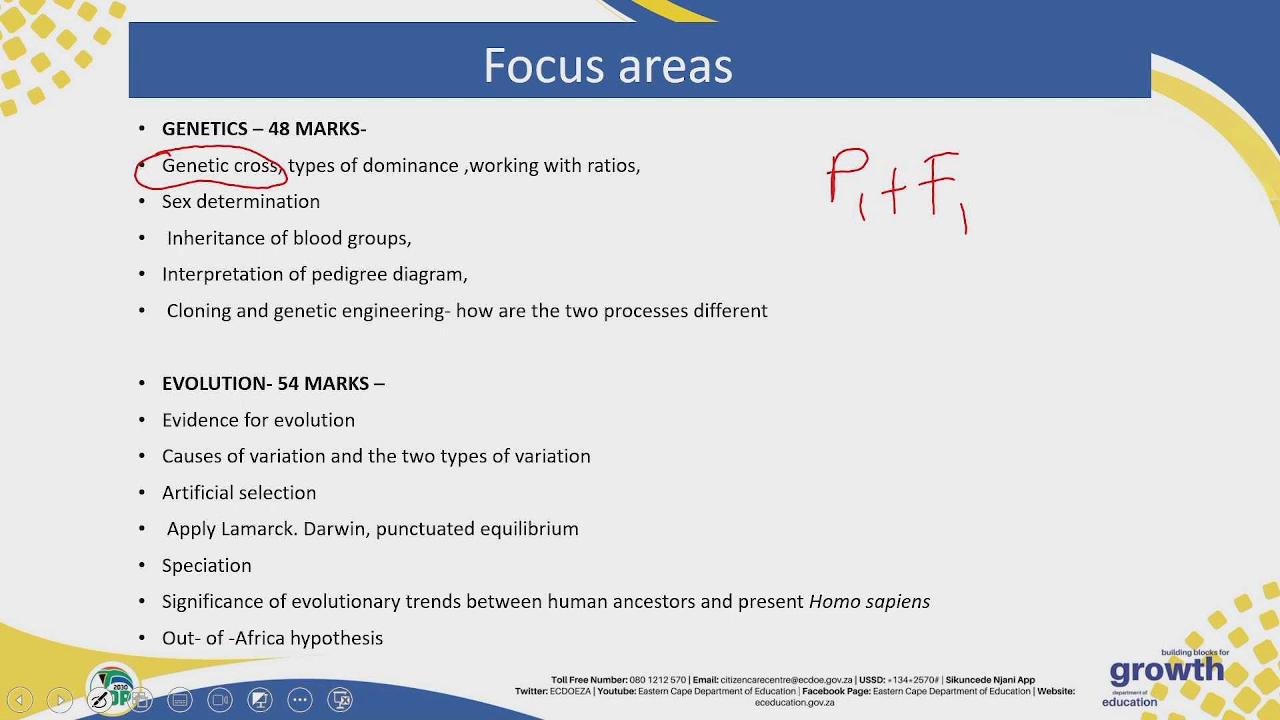 Focus areas
• GENETICS – 48 MARKS-
• Genetic cross, types of dominance ,working with ratios,
• Sex determination
• Inheritance of blood groups,
• Interpretation of pedigree diagram,
• Cloning and genetic engineering- how are the two processes different
P1 + F1
• EVOLUTION- 54 MARKS –
• Evidence for evolution
• Causes of variation and the two types of variation
• Artificial selection
• Apply Lamarck. Darwin, punctuated equilibrium
• Speciation
• Significance of evolutionary trends between human ancestors and present Homo sapiens
• Out- of -Africa hypothesis
2030
Toll Free Number: 080 1212 570 | Email: citizencarecentre@ecdoe.gov.za | USSD: *134*2570# | Sikuncede Njani App
Twitter: ECDOEZA | Youtube: Eastern Cape Department of Education | Facebook Page: Eastern Cape Department of Education | Website:
eceducation.gov.za
building blocks for
growth
department of
education